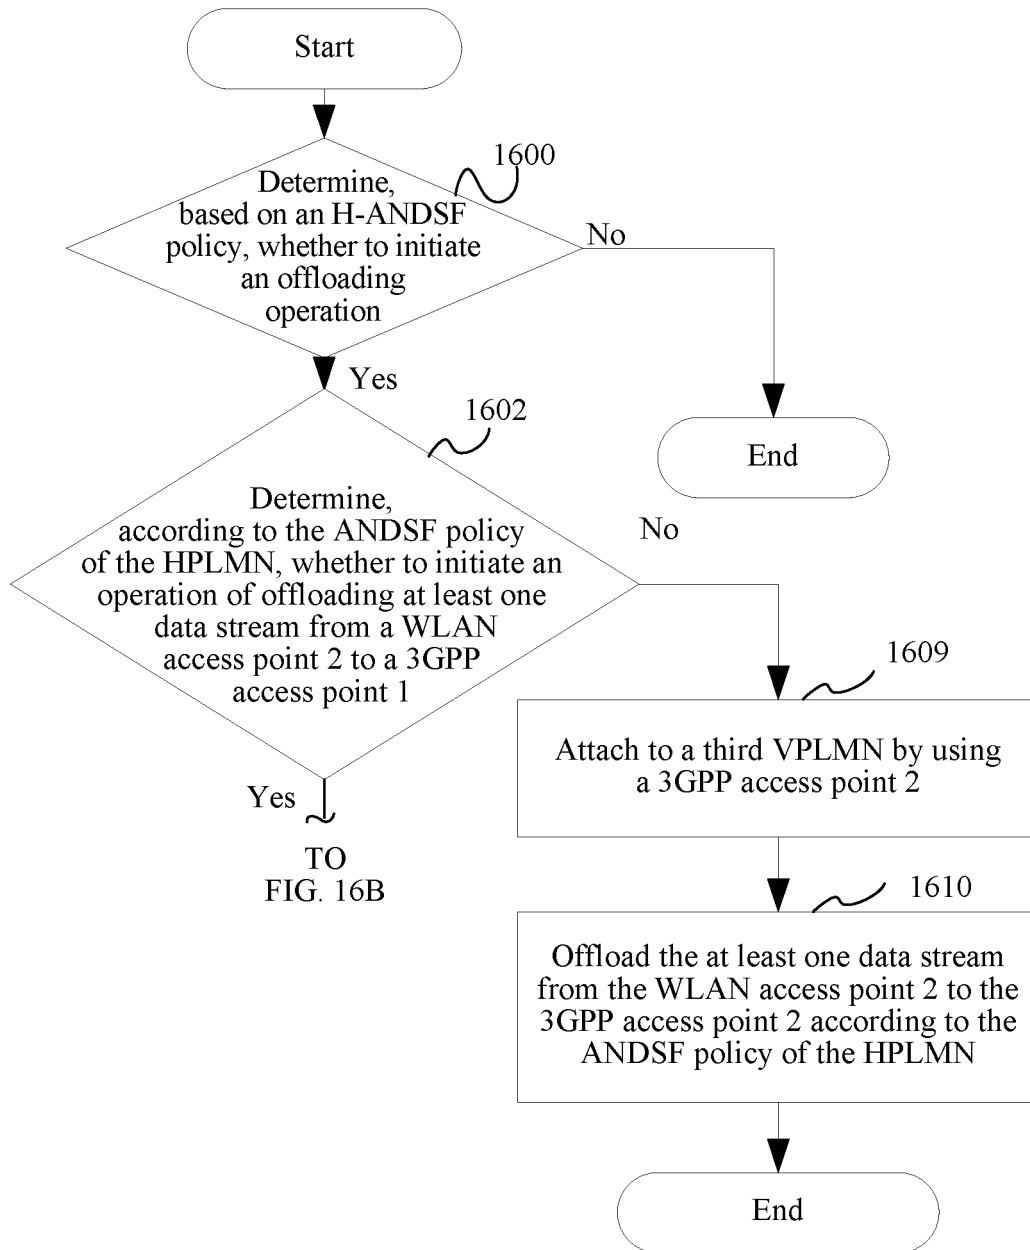 Start
1600
Determine,
based on an H-ANDSF
policy, whether to initiate
an offloading
operation
No
Yes
End
1602
Determine,
according to the ANDSF policy
of the HPLMN, whether to initiate an
operation of offloading at least one
data stream from a WLAN
access point 2 to a 3GPP
access point 1
No
Yes
TO
FIG. 16B
1609
Attach to a third VPLMN by using
a 3GPP access point 2
1610
Offload the at least one data stream
from the WLAN access point 2 to the
3GPP access point 2 according to the
ANDSF policy of the HPLMN
End